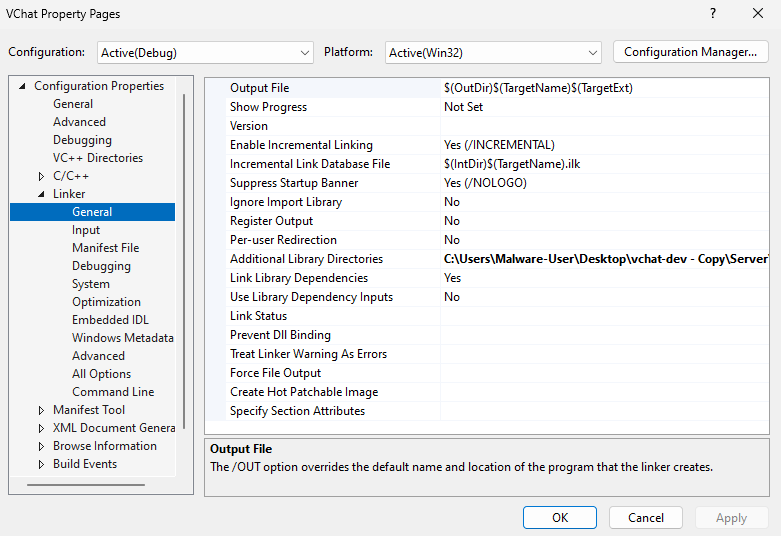 VChat Property Pages
Configuration: Active(Debug) Platform: Active(Win32) Configuration Manager...
Configuration Properties
General
Advanced
Debugging
VC++ Directories
C/C++
Linker
General
Input
Manifest File
Debugging
System
Optimization
Embedded IDL
Windows Metadata
Advanced
All Options
Command Line
Manifest Tool
XML Document Genera
Browse Information
Build Events
Output File $(OutDir)$(TargetName)$(TargetExt)
Show Progress Not Set
Version
Enable Incremental Linking Yes (/INCREMENTAL)
Incremental Link Database File $(IntDir)$(TargetName).ilk
Suppress Startup Banner Yes (/NOLOGO)
Ignore Import Library No
Register Output No
Per-user Redirection No
Additional Library Directories C:\Users\Malware-User\Desktop\vchat-dev - Copy\Server\
Link Library Dependencies Yes
Use Library Dependency Inputs No
Link Status
Prevent Dll Binding
Treat Linker Warning As Errors
Force File Output
Create Hot Patchable Image
Specify Section Attributes
Output File
The /OUT option overrides the default name and location of the program that the linker creates.
OK Cancel Apply